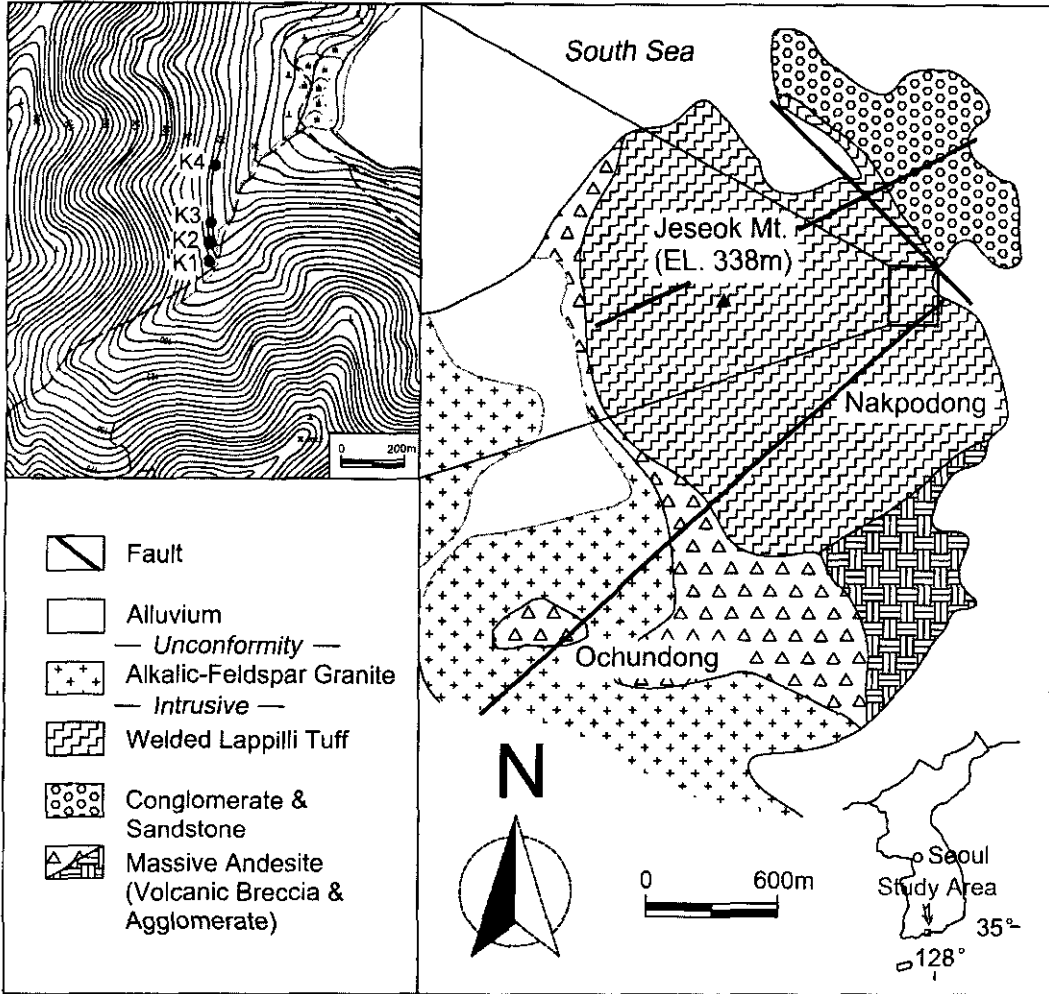 South Sea
K4
K3
K2
K1
0 200m
Jeseok Mt.
(EL. 338m)
Nakpodong
Ochundong
Fault
Alluvium
— Unconformity —
Alkalic-Feldspar Granite
— Intrusive —
Welded Lappilli Tuff
Conglomerate &
Sandstone
Massive Andesite
(Volcanic Breccia &
Agglomerate)
N
0 600m
Seoul
Study Area
35°
128°